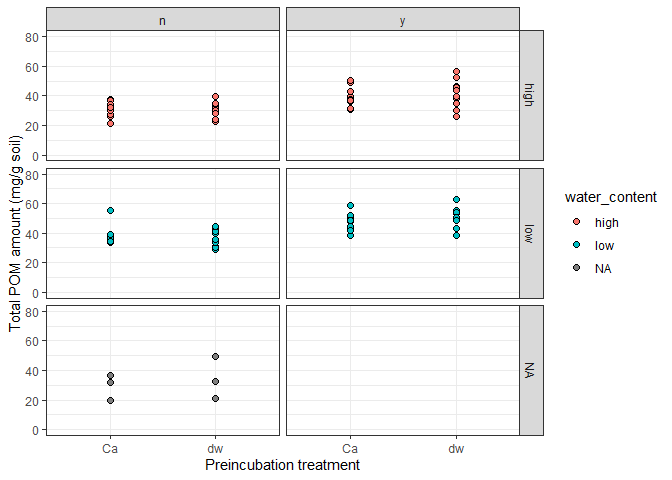 n
y
80
60
40
20
0
high
80
60
40
20
0
low
80
60
40
20
0
NA
Ca
dw
Ca
dw
Preincubation treatment
Total POM amount (mg/g soil)
water_content
high
low
NA